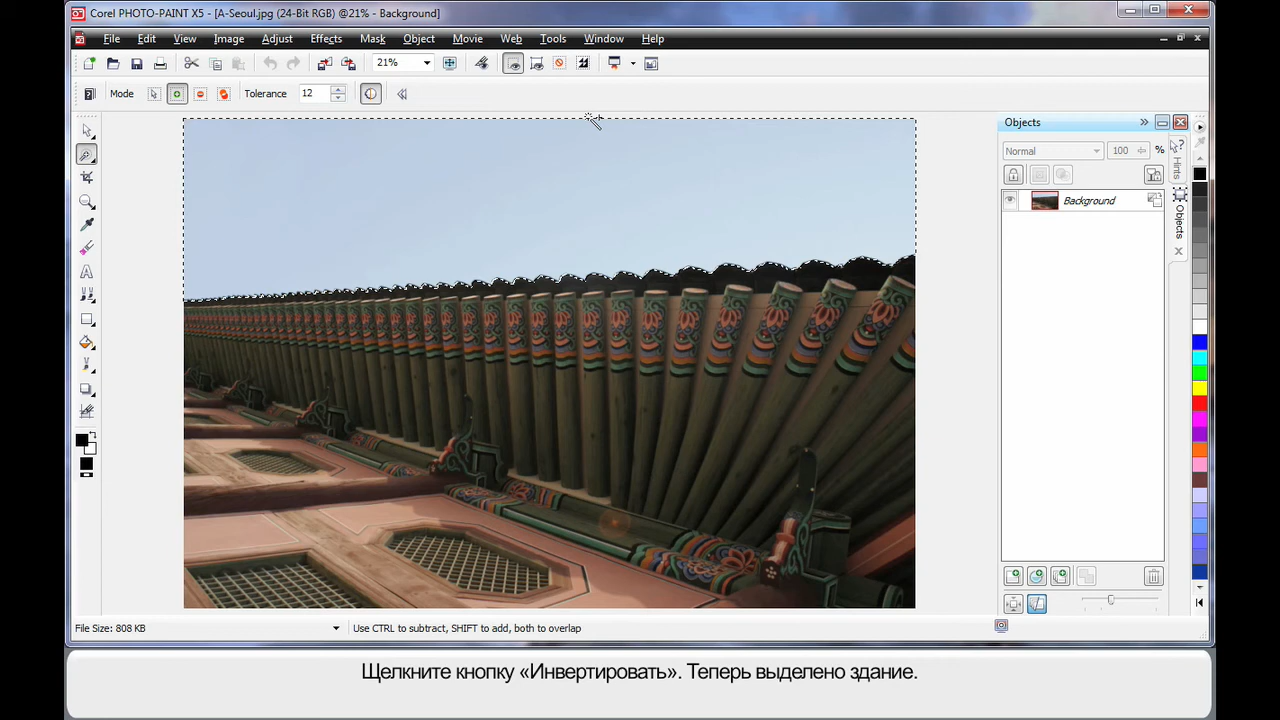 Corel PHOTO-PAINT X5 - [A-Seoul.jpg (24-Bit RGB) @21% - Background]
File Edit View Image Adjust Effects Mask Object Movie Web Tools Window Help
21%
Mode Tolerance 12
Objects
Normal 100 %
Hints
Background
Objects
File Size: 808 KB Use CTRL to subtract, SHIFT to add, both to overlap
Щелкните кнопку «Инвертировать». Теперь выделено здание.